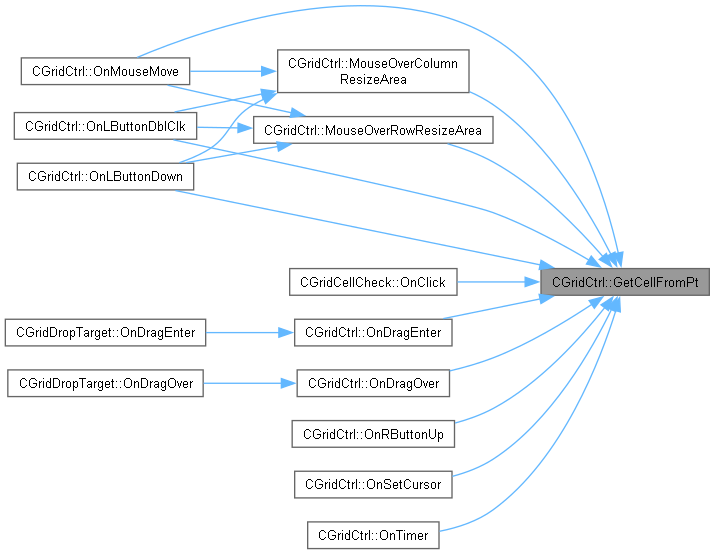 CGridCtrl::MouseOverColumn
ResizeArea
CGridCtrl::OnMouseMove
CGridCtrl::OnLButtonDblClk
CGridCtrl::MouseOverRowResizeArea
CGridCtrl::OnLButtonDown
CGridCellCheck::OnClick
CGridCtrl::GetCellFromPt
CGridDropTarget::OnDragEnter
CGridCtrl::OnDragEnter
CGridDropTarget::OnDragOver
CGridCtrl::OnDragOver
CGridCtrl::OnRButtonUp
CGridCtrl::OnSetCursor
CGridCtrl::OnTimer